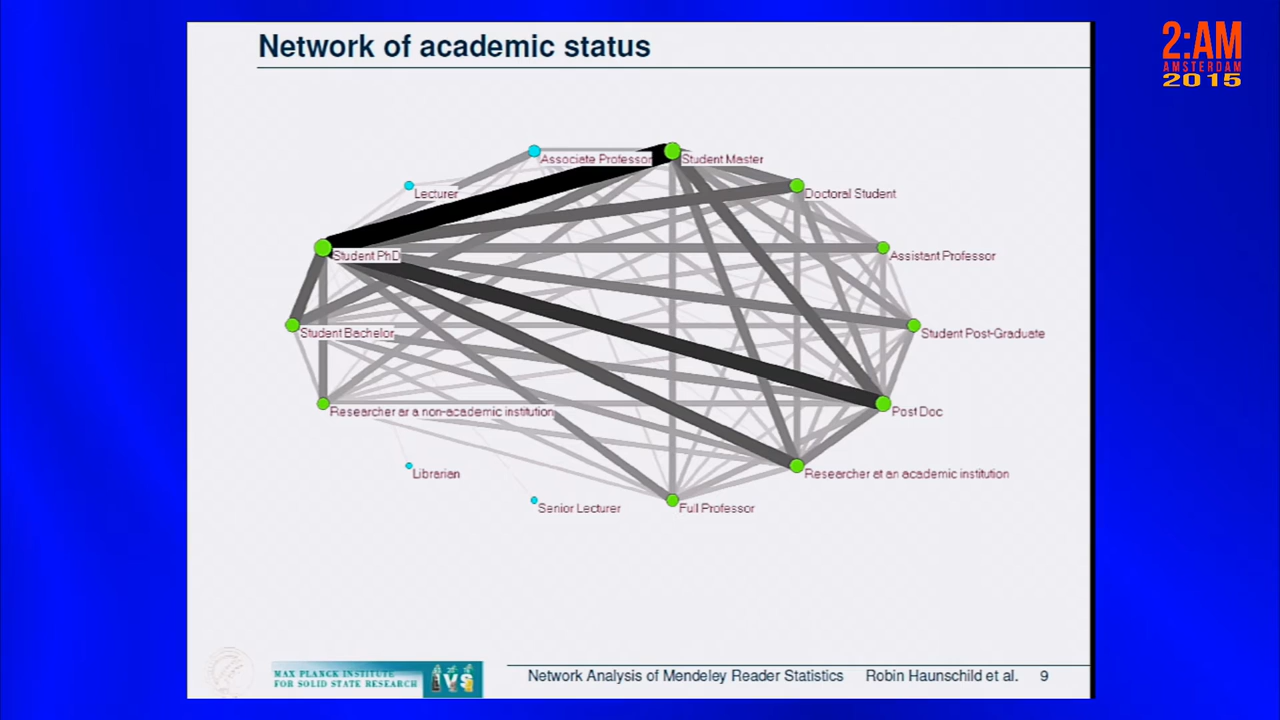 Network of academic status
2:AM
AMSTERDAM
2015
Associate Professor
Student Master
Lecturer
Doctoral Student
Student PhD
Assistant Professor
Student Bachelor
Student Post-Graduate
Researcher at a non-academic institution
Post Doc
Librarian
Researcher at an academic institution
Senior Lecturer
Full Professor
MAX PLANCK INSTITUTE
FOR SOLID STATE RESEARCH
IVS
Network Analysis of Mendeley Reader Statistics Robin Haunschild et al. 9